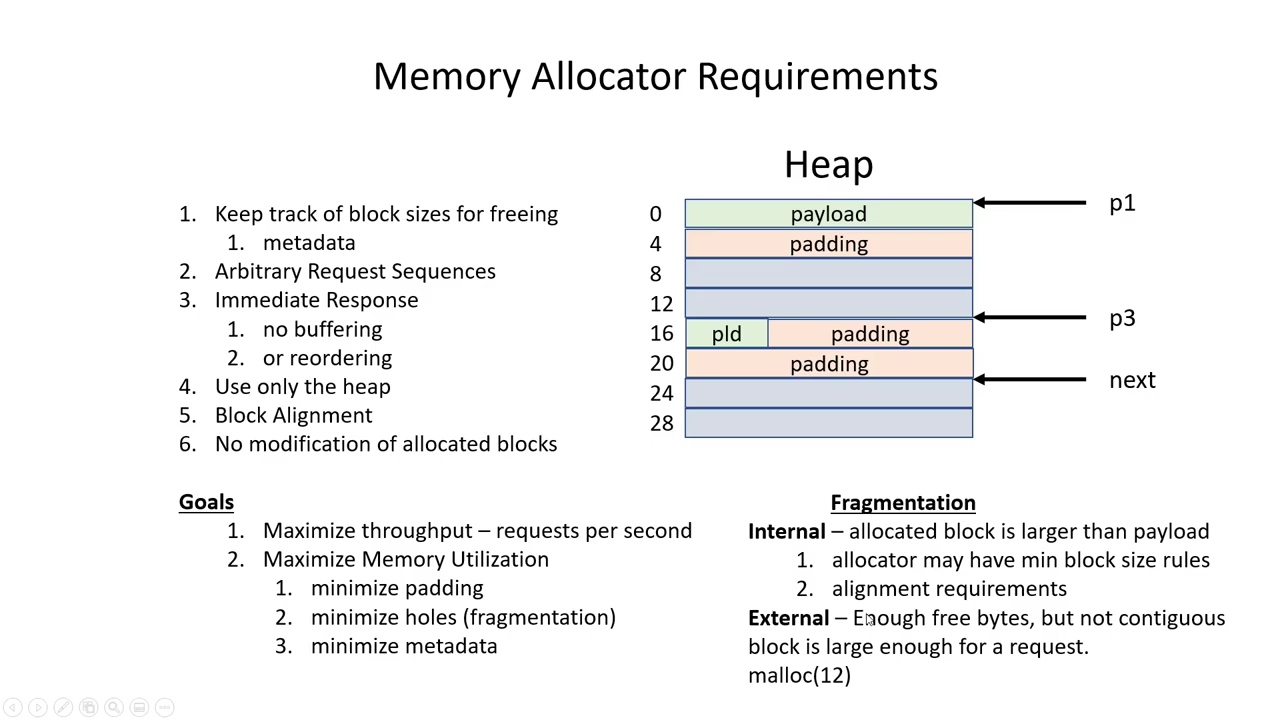 Memory Allocator Requirements
1. Keep track of block sizes for freeing
1. metadata
2. Arbitrary Request Sequences
3. Immediate Response
1. no buffering
2. or reordering
4. Use only the heap
5. Block Alignment
6. No modification of allocated blocks
Heap
0 payload p1
4 padding
8
12
p3
16 pld padding
20 padding
next
24
28
Goals
1. Maximize throughput – requests per second
2. Maximize Memory Utilization
1. minimize padding
2. minimize holes (fragmentation)
3. minimize metadata
Fragmentation
Internal – allocated block is larger than payload
1. allocator may have min block size rules
2. alignment requirements
External – Enough free bytes, but not contiguous
block is large enough for a request.
malloc(12)